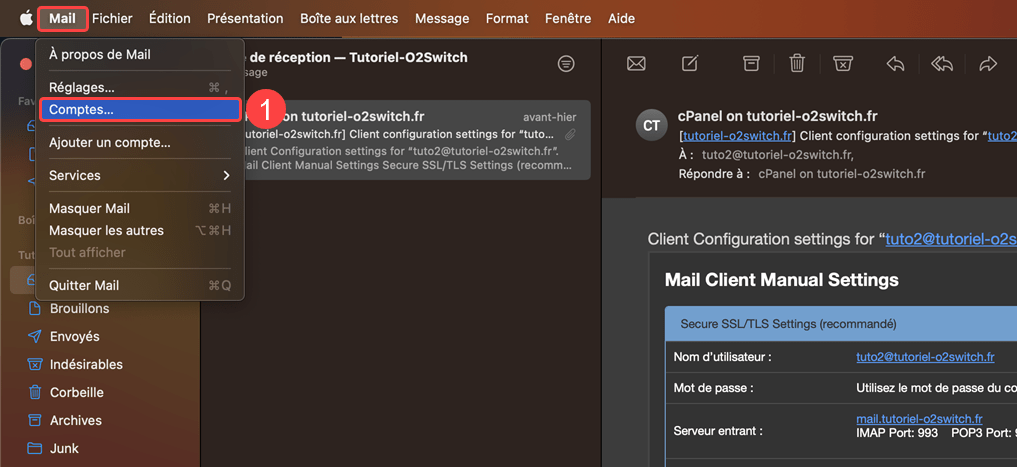 Mail Fichier Édition Présentation Boîte aux lettres Message Format Fenêtre Aide
À propos de Mail
Réglages... ⌘ ,
Comptes...
1
Ajouter un compte...
Services
Masquer Mail ⌘H
Masquer les autres ⌥⌘H
Tout afficher
Quitter Mail ⌘Q
Fav
Boî
Tut
Brouillons
Envoyés
Indésirables
Corbeille
Archives
Junk
de réception — Tutoriel-O2Switch
sage
on tutoriel-o2switch.fr avant-hier
tutoriel-o2switch.fr] Client configuration settings for “tuto...
lient Configuration settings for “tuto2@tutoriel-o2switch.fr”.
ail Client Manual Settings Secure SSL/TLS Settings (recomm...
CT
cPanel on tutoriel-o2switch.fr
[tutoriel-o2switch.fr] Client configuration settings for “tuto2
À : tuto2@tutoriel-o2switch.fr,
Répondre à : cPanel on tutoriel-o2switch.fr
Client Configuration settings for “tuto2@tutoriel-o2s
Mail Client Manual Settings
Secure SSL/TLS Settings (recommandé)
Nom d’utilisateur : tuto2@tutoriel-o2switch.fr
Mot de passe : Utilisez le mot de passe du co
Serveur entrant : mail.tutoriel-o2switch.fr
IMAP Port: 993 POP3 Port: 9